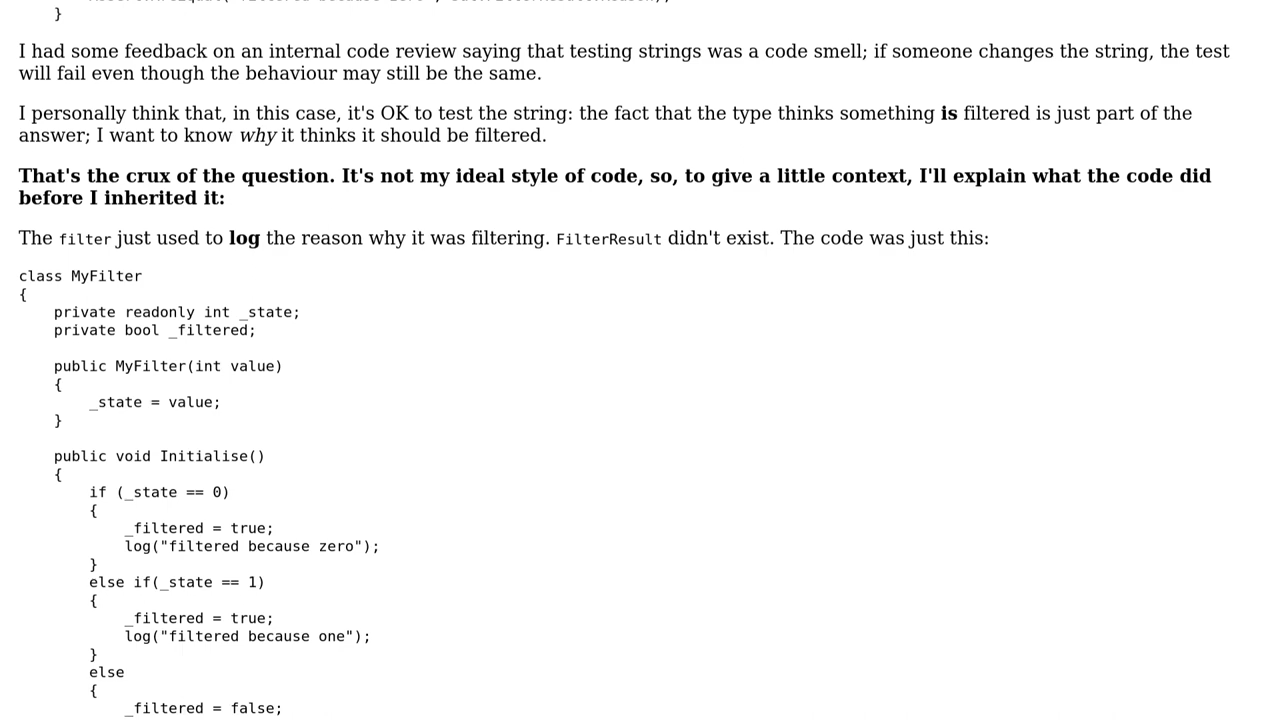 }
I had some feedback on an internal code review saying that testing strings was a code smell; if someone changes the string, the test
will fail even though the behaviour may still be the same.
I personally think that, in this case, it's OK to test the string: the fact that the type thinks something is filtered is just part of the
answer; I want to know why it thinks it should be filtered.
That's the crux of the question. It's not my ideal style of code, so, to give a little context, I'll explain what the code did
before I inherited it:
The filter just used to log the reason why it was filtering. FilterResult didn't exist. The code was just this:
class MyFilter
{
    private readonly int _state;
    private bool _filtered;

    public MyFilter(int value)
    {
        _state = value;
    }

    public void Initialise()
    {
        if (_state == 0)
        {
            _filtered = true;
            log("filtered because zero");
        }
        else if(_state == 1)
        {
            _filtered = true;
            log("filtered because one");
        }
        else
        {
            _filtered = false;